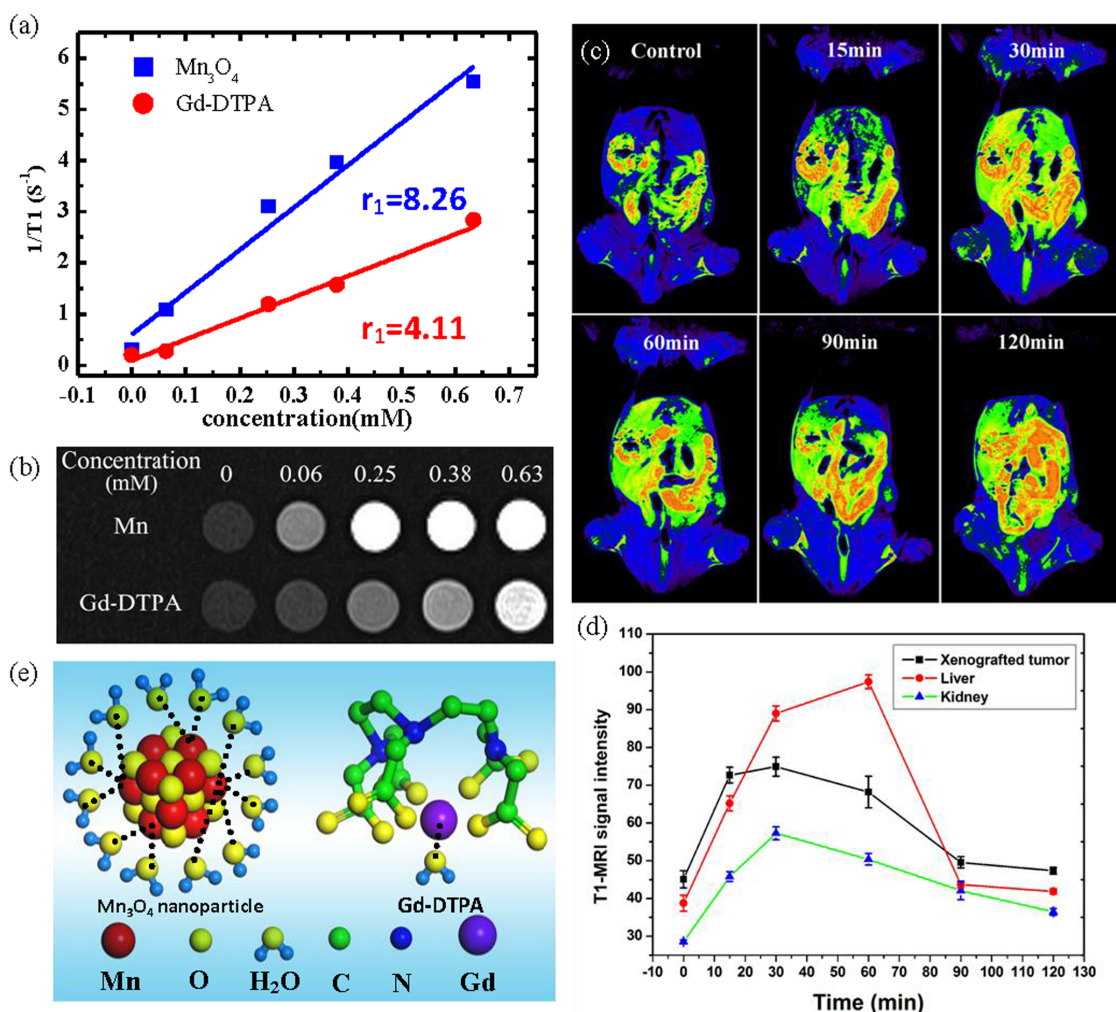 (a)
6
5
4
3
2
1
0
1/T1 (s⁻¹)
Mn₃O₄
Gd-DTPA
r₁=8.26
r₁=4.11
-0.1 0.0 0.1 0.2 0.3 0.4 0.5 0.6 0.7
concentration(mM)
(b)
Concentration
(mM)
0 0.06 0.25 0.38 0.63
Mn
Gd-DTPA
(c)
Control 15min 30min
60min 90min 120min
(d)
110
100
90
80
70
60
50
40
30
T1-MRI signal intensity
Xenografted tumor
Liver
Kidney
-10 0 10 20 30 40 50 60 70 80 90 100 110 120 130
Time (min)
(e)
Mn₃O₄ nanoparticle Gd-DTPA
Mn O H₂O C N Gd